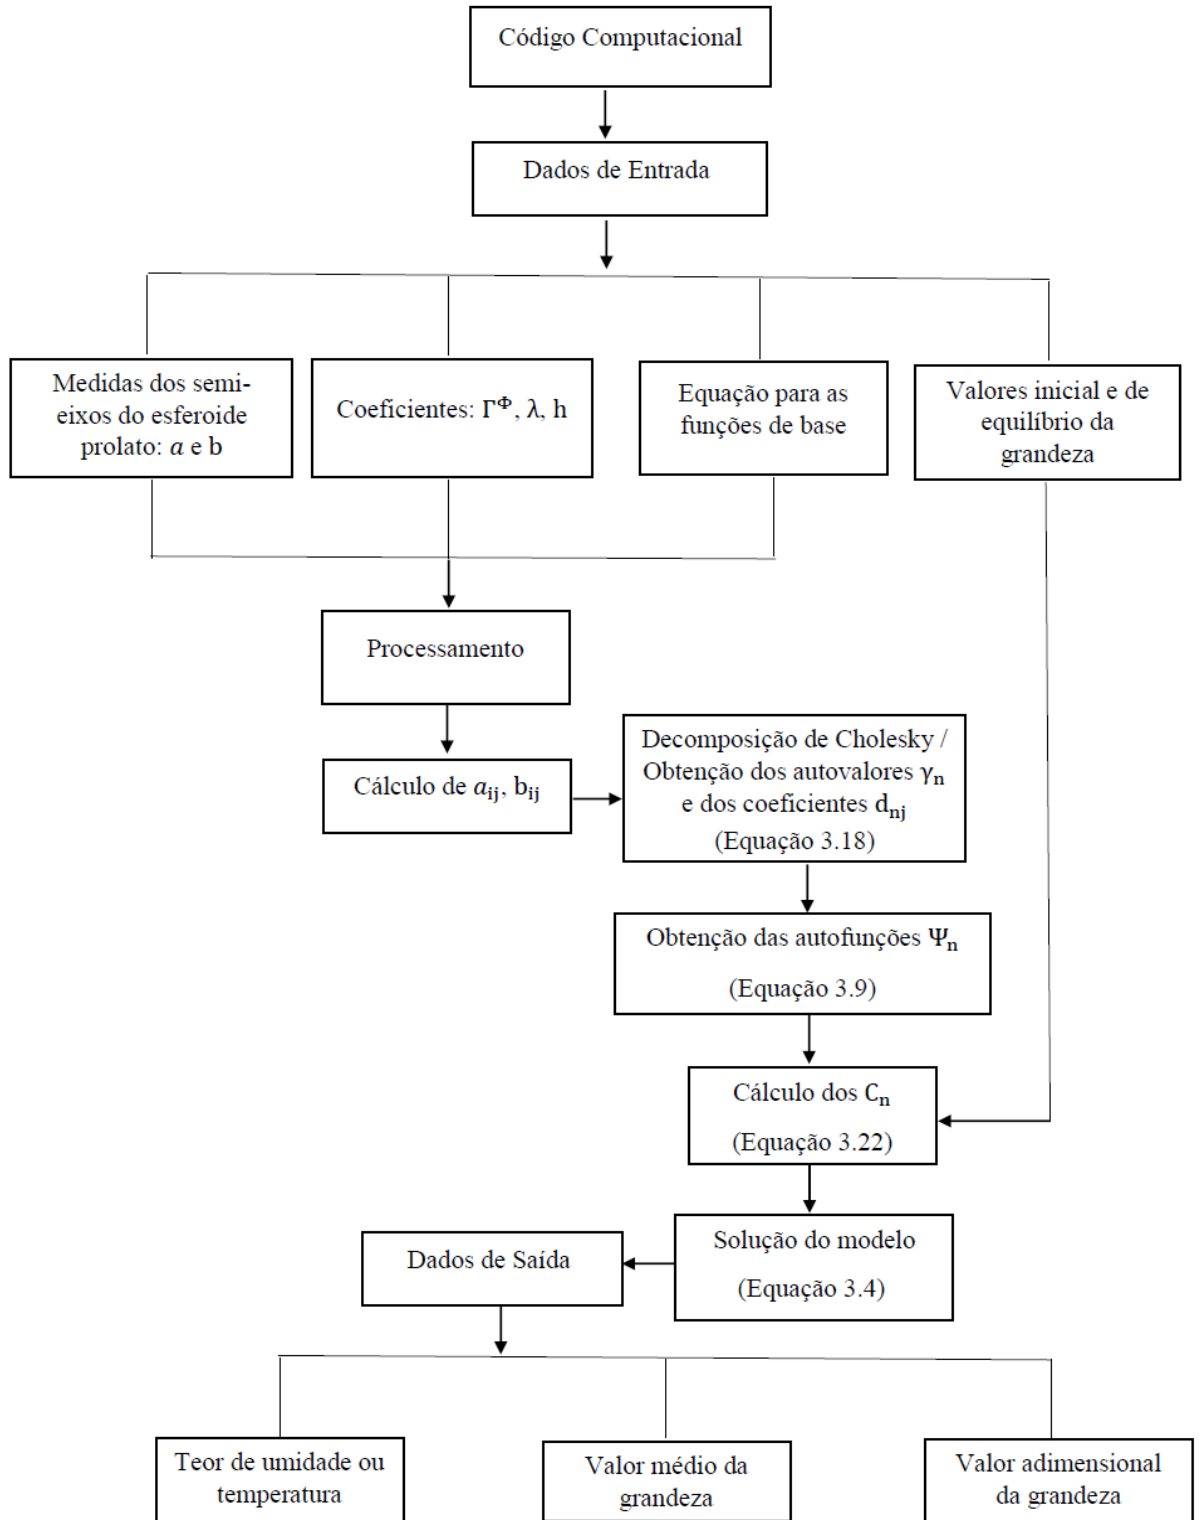 Código Computacional
Dados de Entrada
Medidas dos semi-
eixos do esferoide
prolato: a e b
Coeficientes: Γ^Φ, λ, h
Equação para as
funções de base
Valores inicial e de
equilíbrio da
grandeza
Processamento
Cálculo de a_ij, b_ij
Decomposição de Cholesky /
Obtenção dos autovalores γ_n
e dos coeficientes d_nj
(Equação 3.18)
Obtenção das autofunções Ψ_n
(Equação 3.9)
Cálculo dos C_n
(Equação 3.22)
Solução do modelo
(Equação 3.4)
Dados de Saída
Teor de umidade ou
temperatura
Valor médio da
grandeza
Valor adimensional
da grandeza